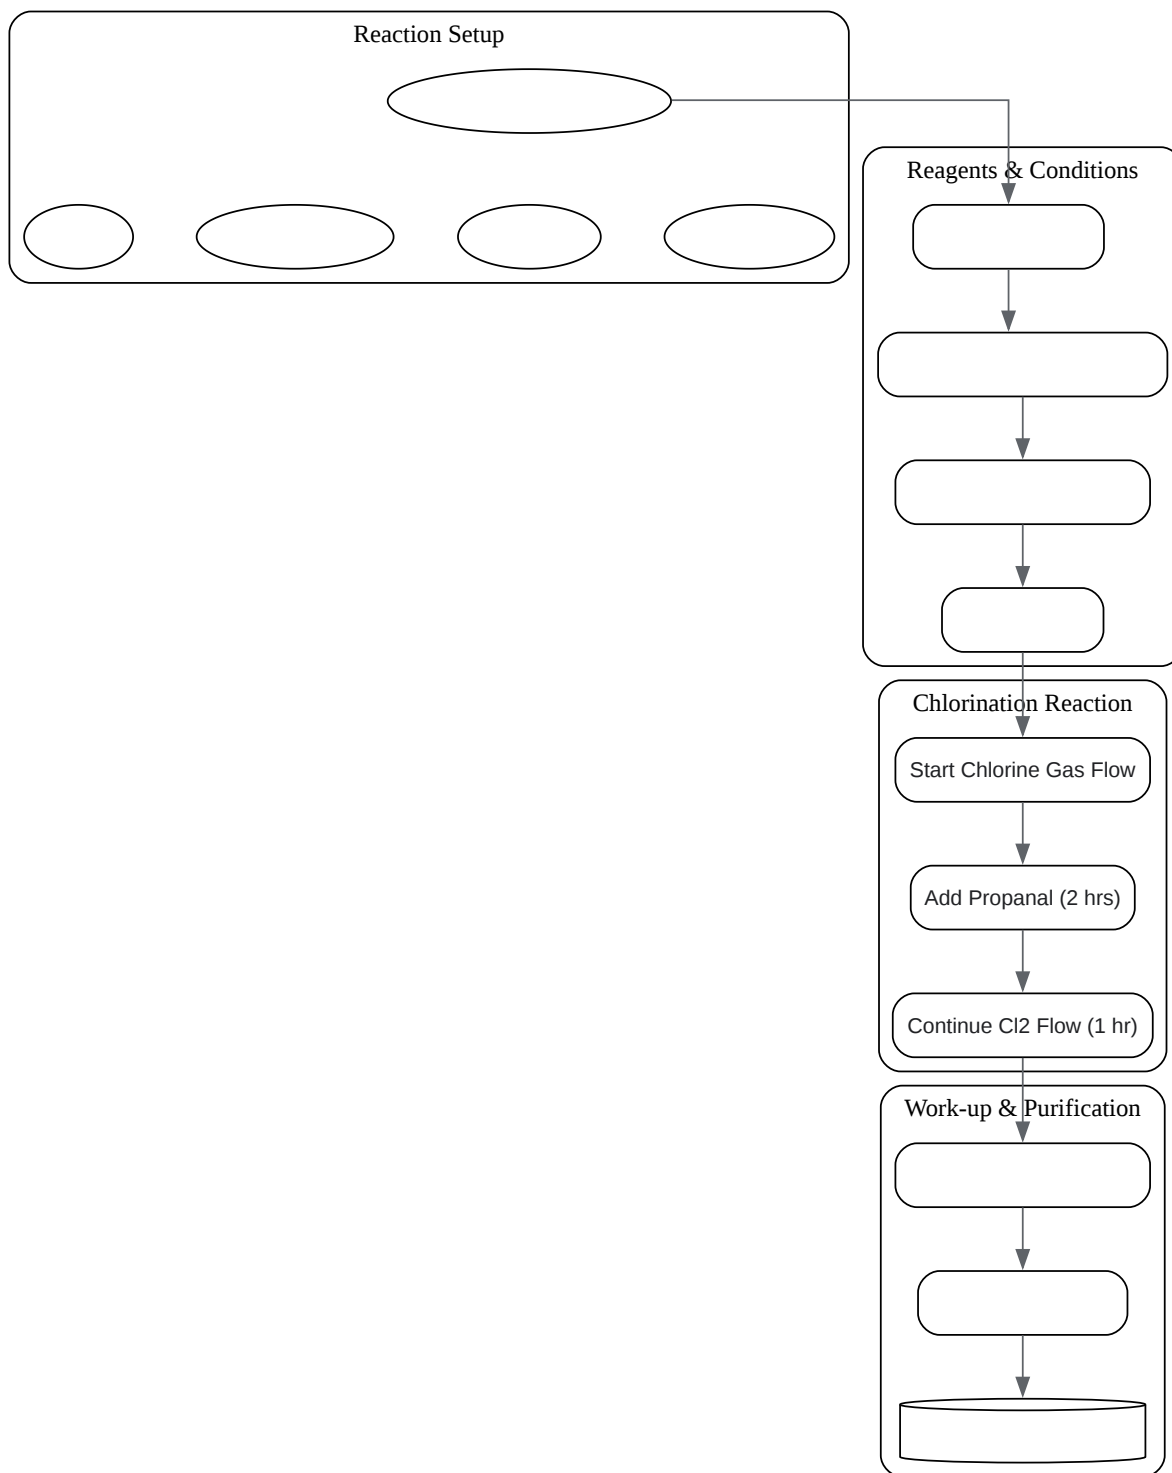 Reaction Setup
Reagents & Conditions
Chlorination Reaction
Start Chlorine Gas Flow
Add Propanal (2 hrs)
Continue Cl2 Flow (1 hr)
Work-up & Purification